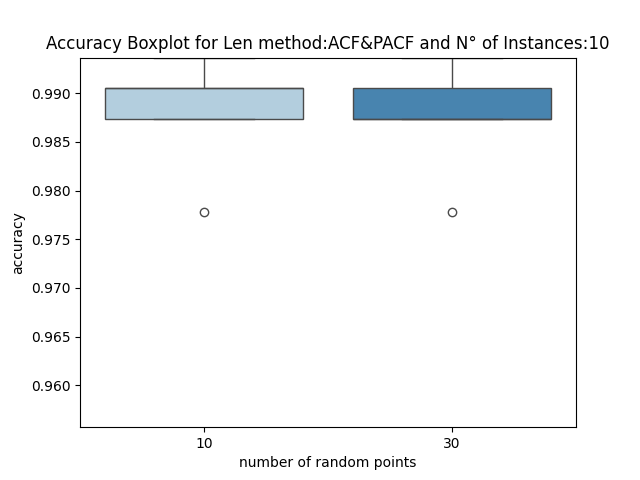 Accuracy Boxplot for Len method:ACF&PACF and N° of Instances:10
0.990
0.985
0.980
0.975
0.970
0.965
0.960
accuracy
10 30
number of random points